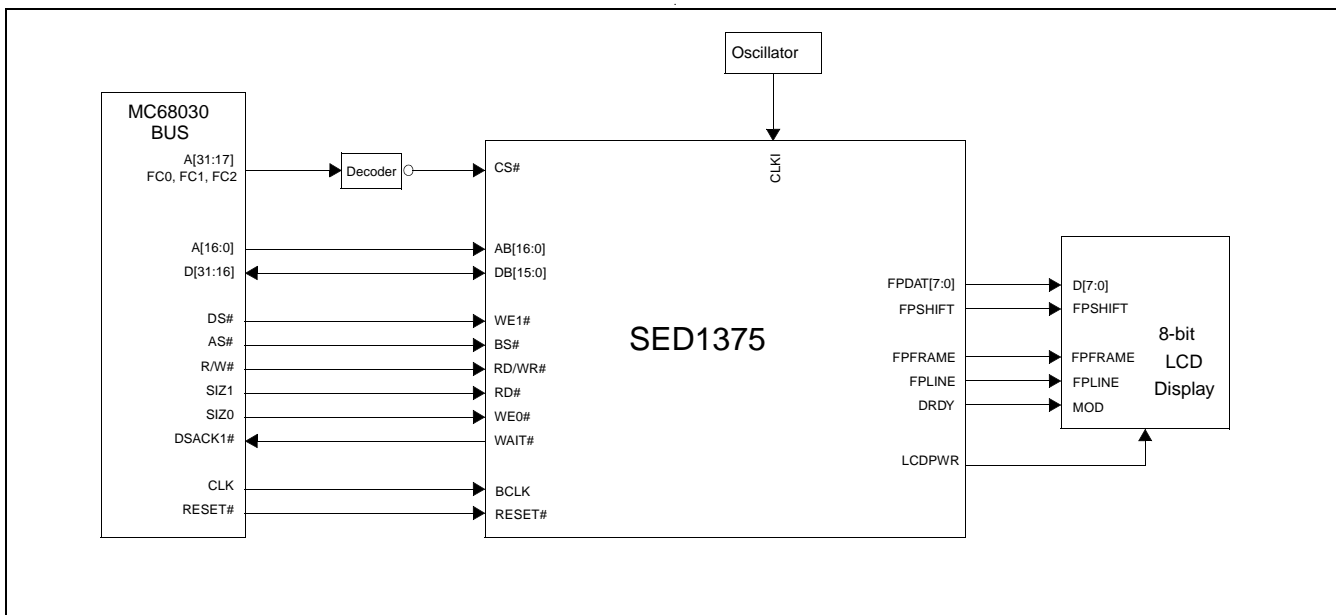 Oscillator
MC68030
BUS
A[31:17]
FC0, FC1, FC2
Decoder
CS#
CLKI
A[16:0]
AB[16:0]
D[31:16]
DB[15:0]
DS#
WE1#
AS#
BS#
R/W#
RD/WR#
SIZ1
RD#
SIZ0
WE0#
DSACK1#
WAIT#
CLK
BCLK
RESET#
RESET#
SED1375
FPDAT[7:0]
D[7:0]
FPSHIFT
FPSHIFT
FPFRAME
FPFRAME
FPLINE
FPLINE
DRDY
MOD
LCDPWR
8-bit
LCD
Display